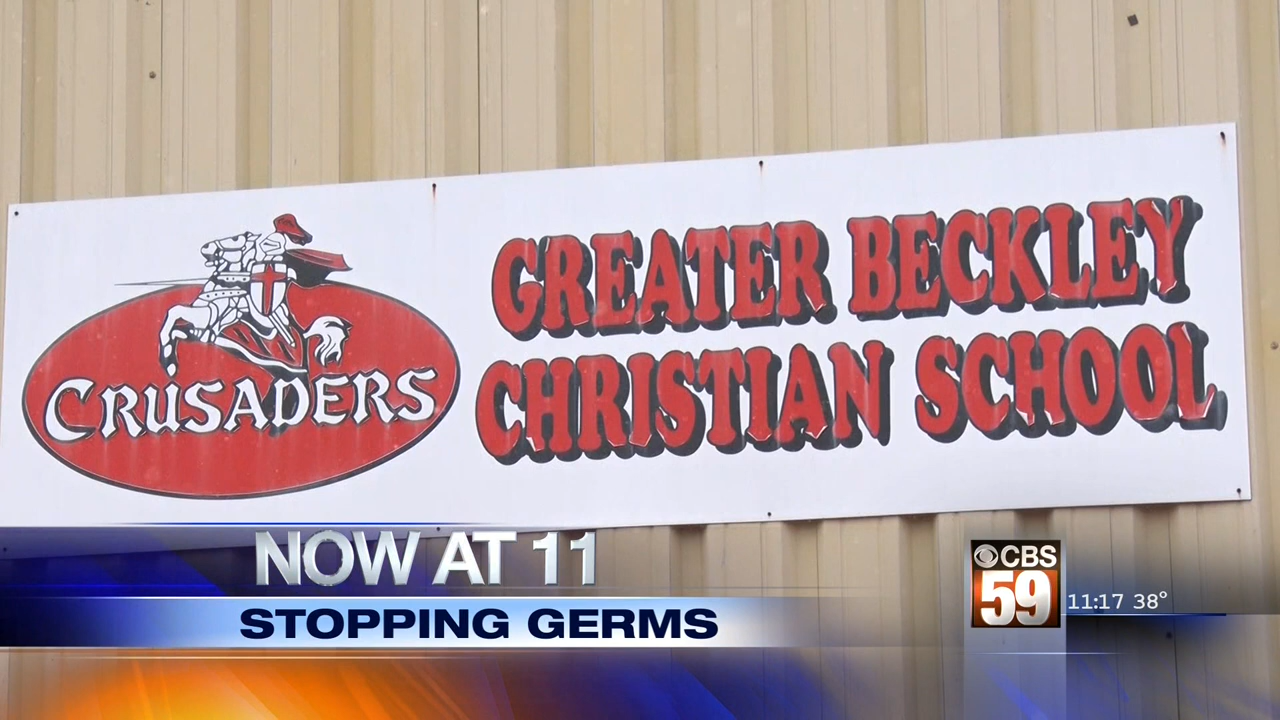 CRUSADERS
GREATER BECKLEY
CHRISTIAN SCHOOL
NOW AT 11
STOPPING GERMS
CBS
59
11:17 38°